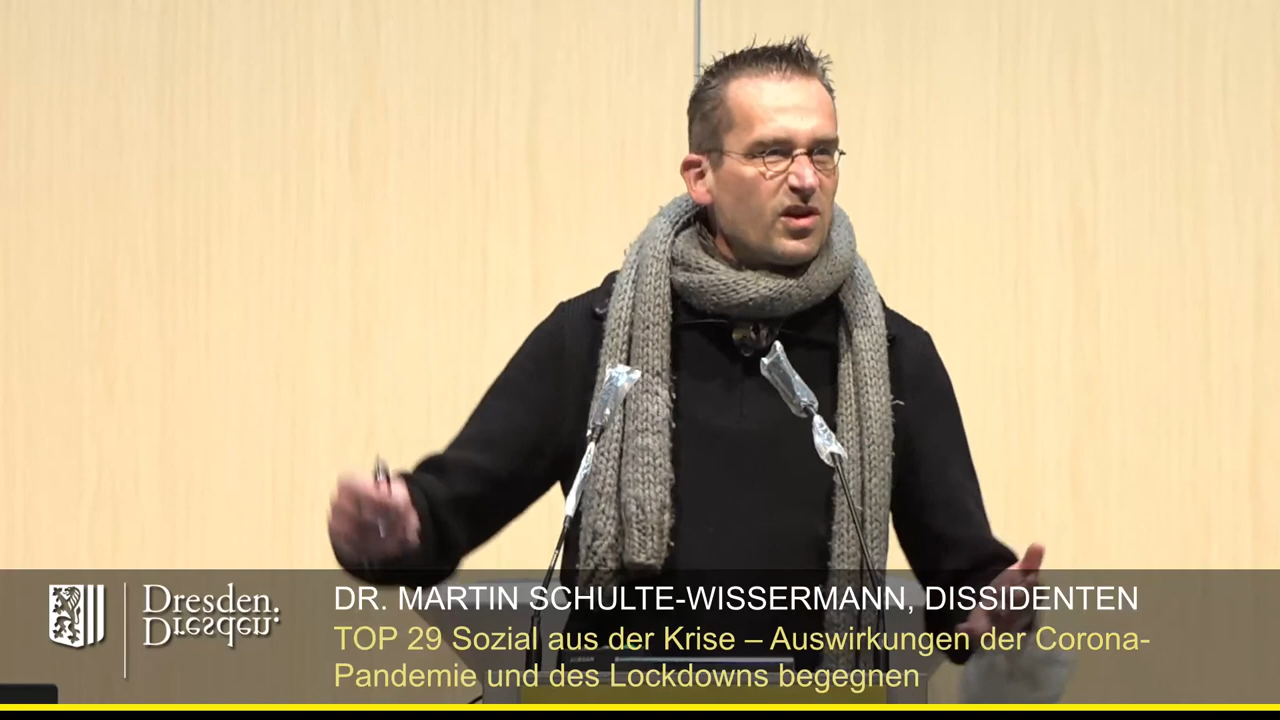 Dresden.
Dresden.
DR. MARTIN SCHULTE-WISSERMANN, DISSIDENTEN
TOP 29 Sozial aus der Krise – Auswirkungen der Corona-
Pandemie und des Lockdowns begegnen